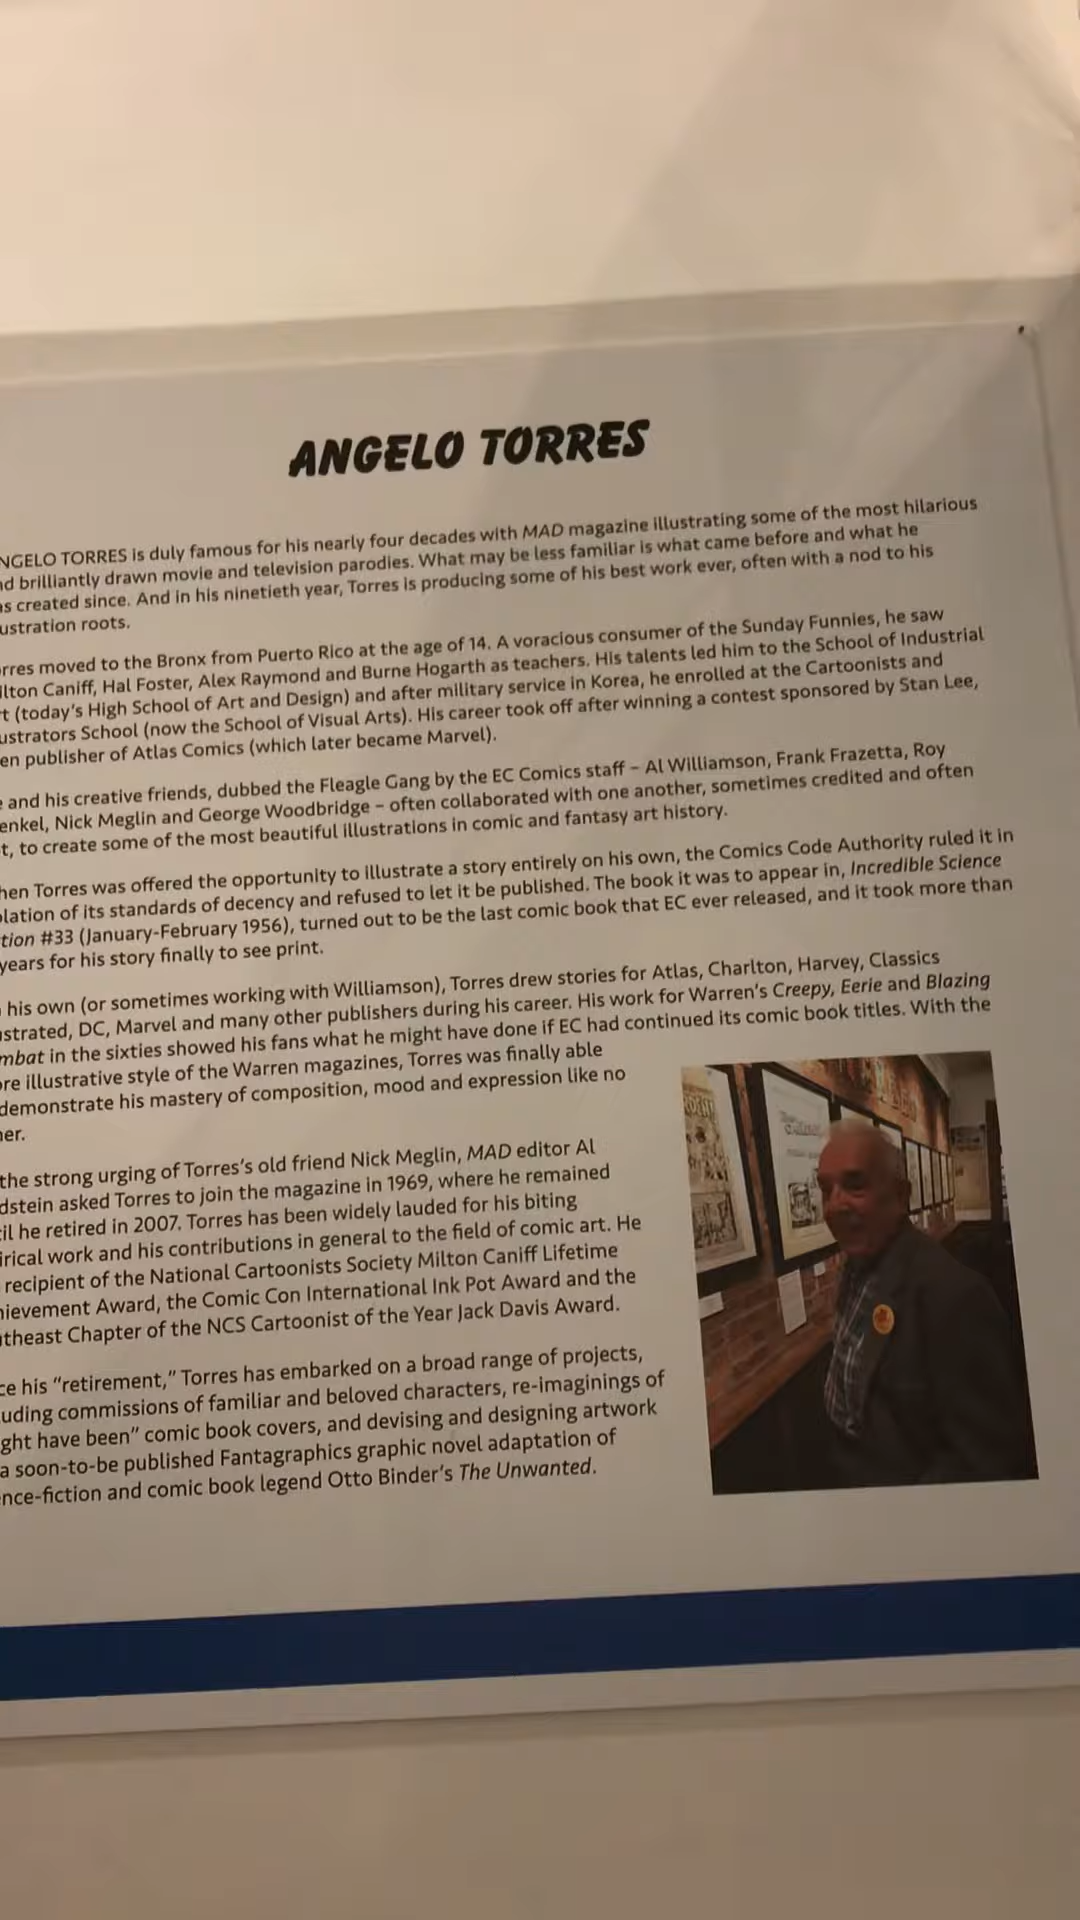 ANGELO TORRES
NGELO TORRES is duly famous for his nearly four decades with MAD magazine illustrating some of the most hilarious
nd brilliantly drawn movie and television parodies. What may be less familiar is what came before and what he
as created since. And in his ninetieth year, Torres is producing some of his best work ever, often with a nod to his
ustration roots.
orres moved to the Bronx from Puerto Rico at the age of 14. A voracious consumer of the Sunday Funnies, he saw
ilton Caniff, Hal Foster, Alex Raymond and Burne Hogarth as teachers. His talents led him to the School of Industrial
t (today's High School of Art and Design) and after military service in Korea, he enrolled at the Cartoonists and
ustrators School (now the School of Visual Arts). His career took off after winning a contest sponsored by Stan Lee,
en publisher of Atlas Comics (which later became Marvel).
e and his creative friends, dubbed the Fleagle Gang by the EC Comics staff – Al Williamson, Frank Frazetta, Roy
enkel, Nick Meglin and George Woodbridge – often collaborated with one another, sometimes credited and often
t, to create some of the most beautiful illustrations in comic and fantasy art history.
hen Torres was offered the opportunity to illustrate a story entirely on his own, the Comics Code Authority ruled it in
olation of its standards of decency and refused to let it be published. The book it was to appear in, Incredible Science
tion #33 (January-February 1956), turned out to be the last comic book that EC ever released, and it took more than
years for his story finally to see print.
n his own (or sometimes working with Williamson), Torres drew stories for Atlas, Charlton, Harvey, Classics
ustrated, DC, Marvel and many other publishers during his career. His work for Warren's Creepy, Eerie and Blazing
mbat in the sixties showed his fans what he might have done if EC had continued its comic book titles. With the
ore illustrative style of the Warren magazines, Torres was finally able
demonstrate his mastery of composition, mood and expression like no
her.
the strong urging of Torres's old friend Nick Meglin, MAD editor Al
dstein asked Torres to join the magazine in 1969, where he remained
til he retired in 2007. Torres has been widely lauded for his biting
irical work and his contributions in general to the field of comic art. He
recipient of the National Cartoonists Society Milton Caniff Lifetime
hievement Award, the Comic Con International Ink Pot Award and the
utheast Chapter of the NCS Cartoonist of the Year Jack Davis Award.
ce his "retirement," Torres has embarked on a broad range of projects,
uding commissions of familiar and beloved characters, re-imaginings of
ght have been" comic book covers, and devising and designing artwork
a soon-to-be published Fantagraphics graphic novel adaptation of
ence-fiction and comic book legend Otto Binder's The Unwanted.